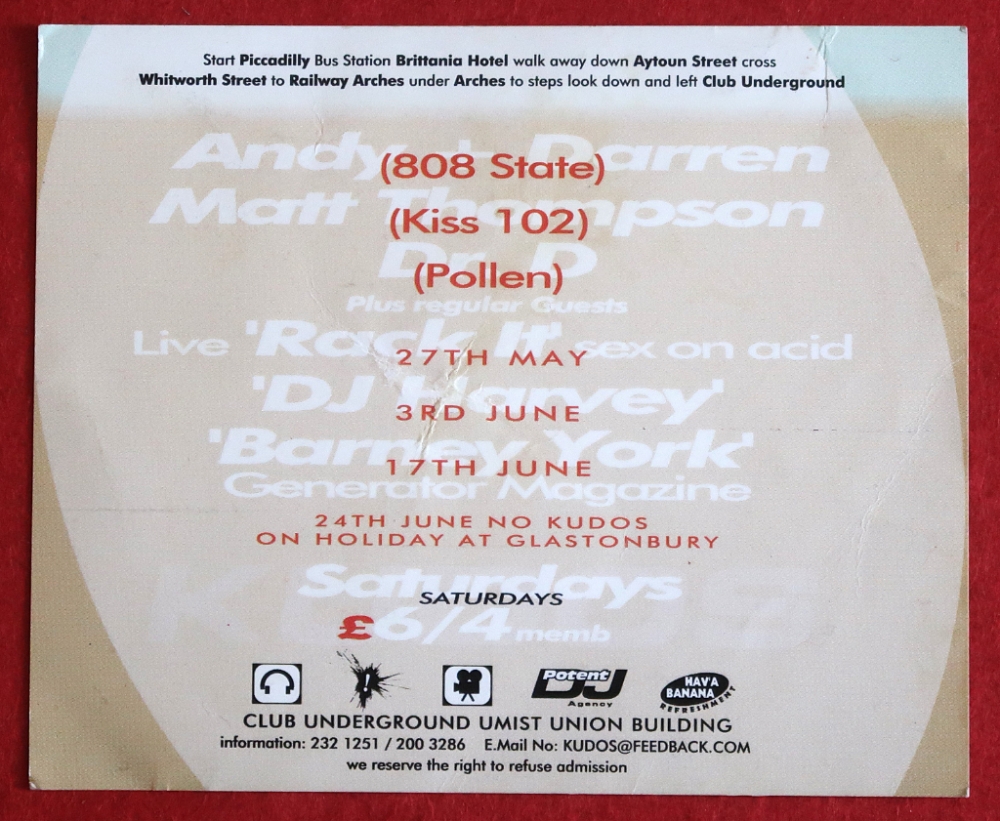 Start Piccadilly Bus Station Brittania Hotel walk away down Aytoun Street cross
Whitworth Street to Railway Arches under Arches to steps look down and left Club Underground
Andy + Darren
(808 State)
Matt Thompson
(Kiss 102)
Dr D
(Pollen)
Plus regular Guests
Live 'Rack It' sex on acid
27TH MAY
'DJ Harvey'
3RD JUNE
'Barney York'
17TH JUNE
Generator Magazine
24TH JUNE NO KUDOS
ON HOLIDAY AT GLASTONBURY
Saturdays
SATURDAYS
£6/4 memb
Potent
DJ
Agency
HAV'A
BANANA
REFRESHMENT
CLUB UNDERGROUND UMIST UNION BUILDING
information: 232 1251 / 200 3286 E.Mail No: KUDOS@FEEDBACK.COM
we reserve the right to refuse admission